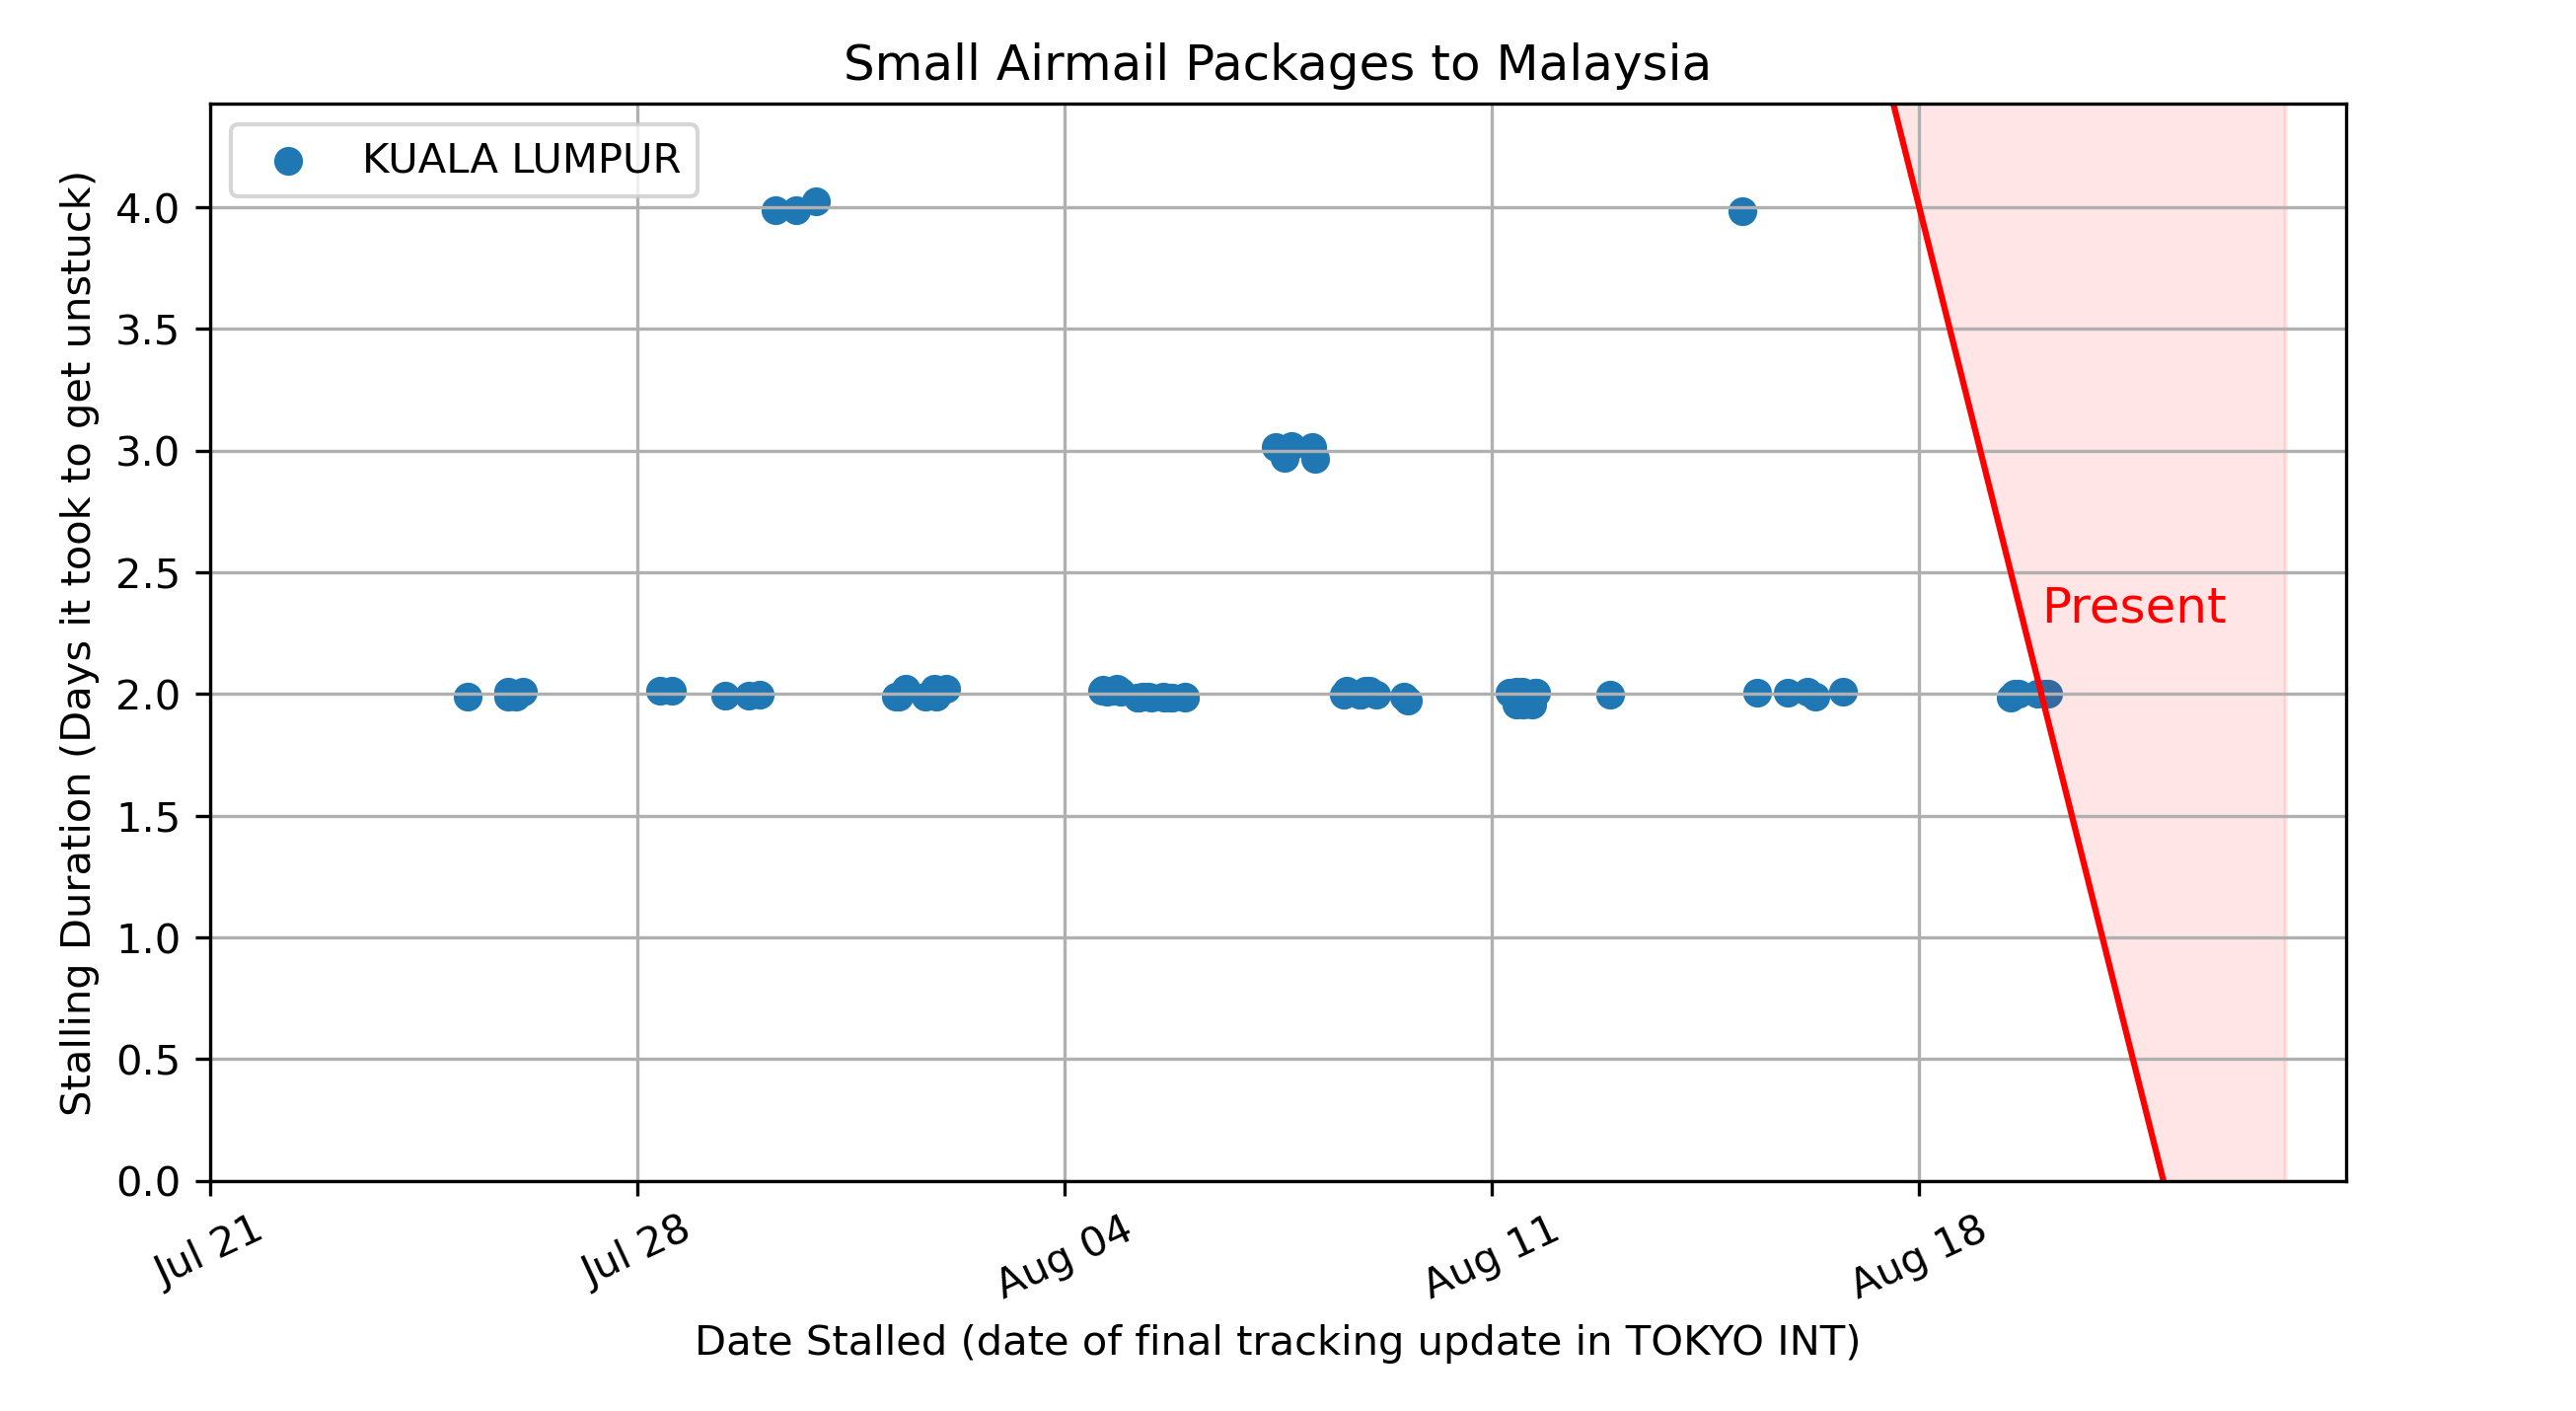 Small Airmail Packages to Malaysia
KUALA LUMPUR
Stalling Duration (Days it took to get unstuck)
4.0
3.5
3.0
2.5
2.0
1.5
1.0
0.5
0.0
Present
Jul 21
Jul 28
Aug 04
Aug 11
Aug 18
Date Stalled (date of final tracking update in TOKYO INT)